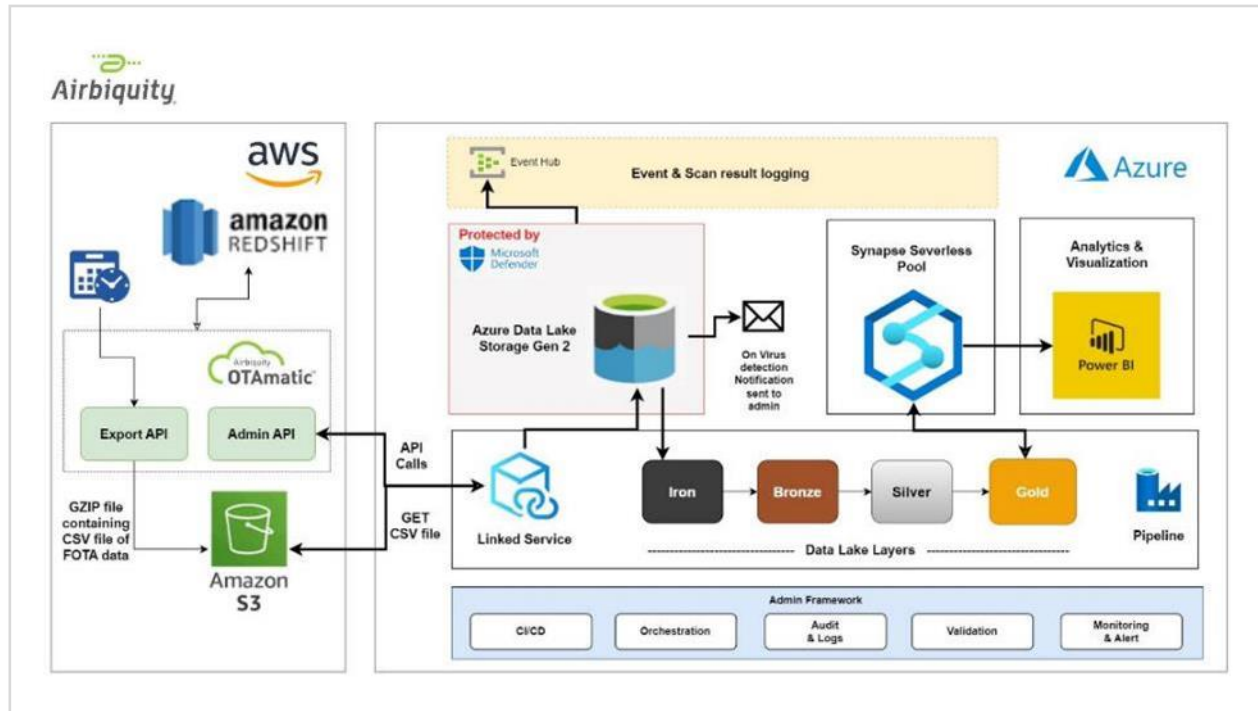 Airbiquity
aws
amazon
REDSHIFT
Airbiquity
OTAmatic™
Export API
Admin API
GZIP file
containing
CSV file of
FOTA data
Amazon
S3
API
Calls
GET
CSV file
Event Hub
Event & Scan result logging
Azure
Protected by
Microsoft
Defender
Azure Data Lake
Storage Gen 2
On Virus
detection
Notification
sent to
admin
Synapse Severless
Pool
Analytics &
Visualization
Power BI
Linked Service
Iron
Bronze
Silver
Gold
Data Lake Layers
Pipeline
Admin Framework
CI/CD
Orchestration
Audit
& Logs
Validation
Monitoring
& Alert